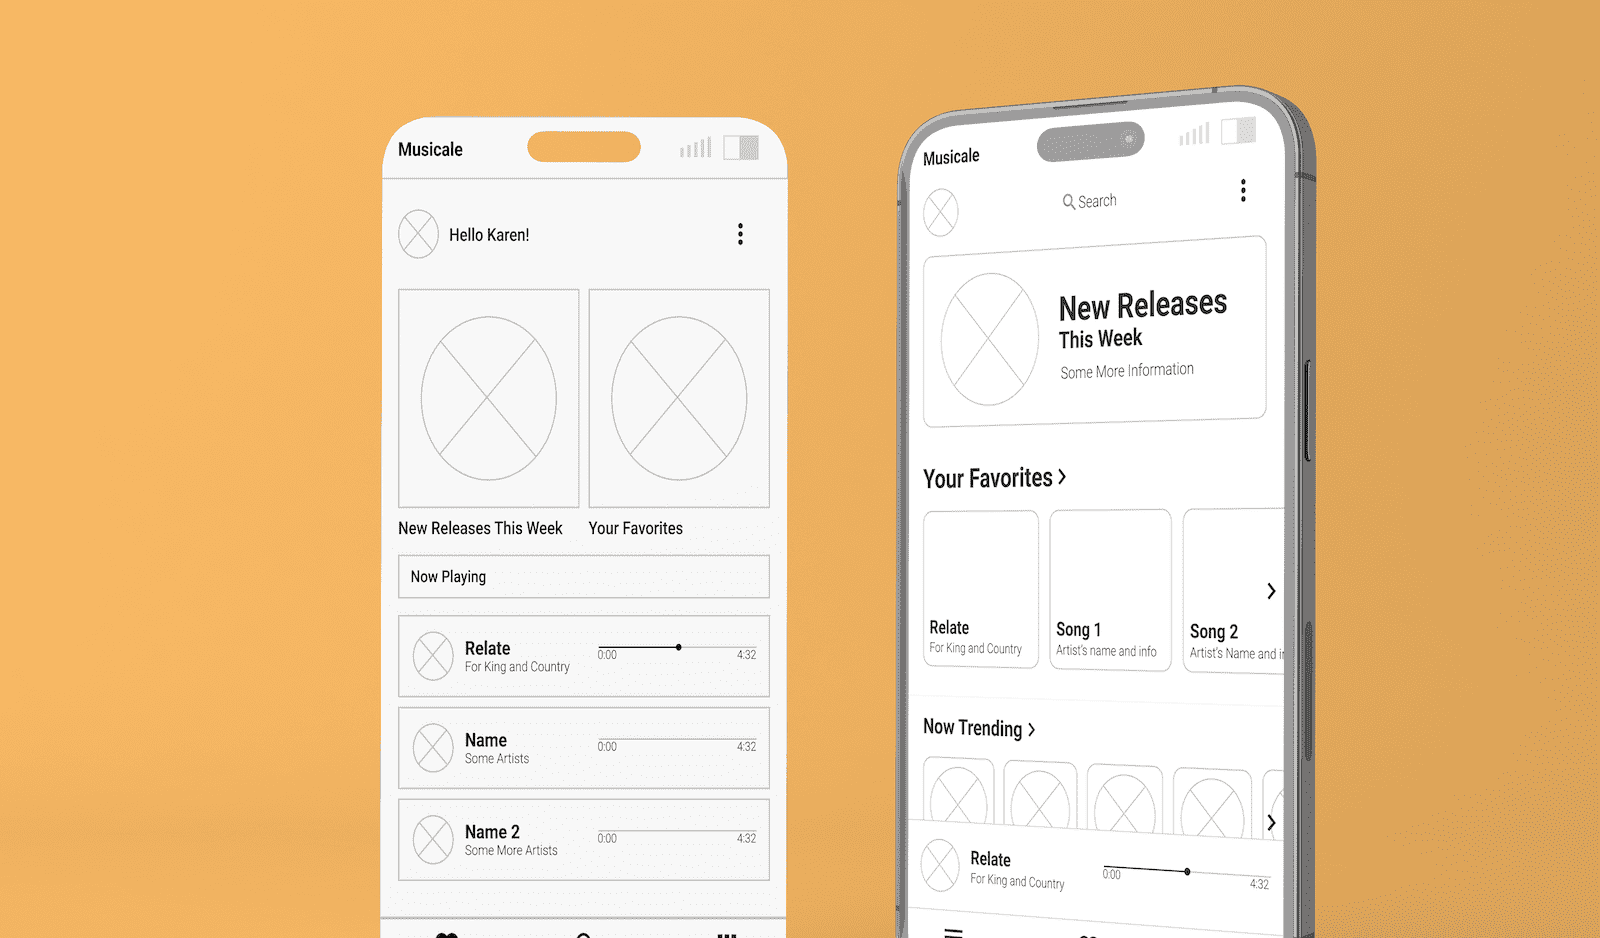 Musicale
Hello Karen!
New Releases This Week
Your Favorites
Now Playing
Relate
For King and Country
0:00
4:32
Name
Some Artists
0:00
4:32
Name 2
Some More Artists
0:00
4:32
Musicale
Search
New Releases
This Week
Some More Information
Your Favorites
Relate
For King and Country
Song 1
Artist's name and info
Song 2
Artist's Name and in
Now Trending
Relate
For King and Country
0:00
4:32